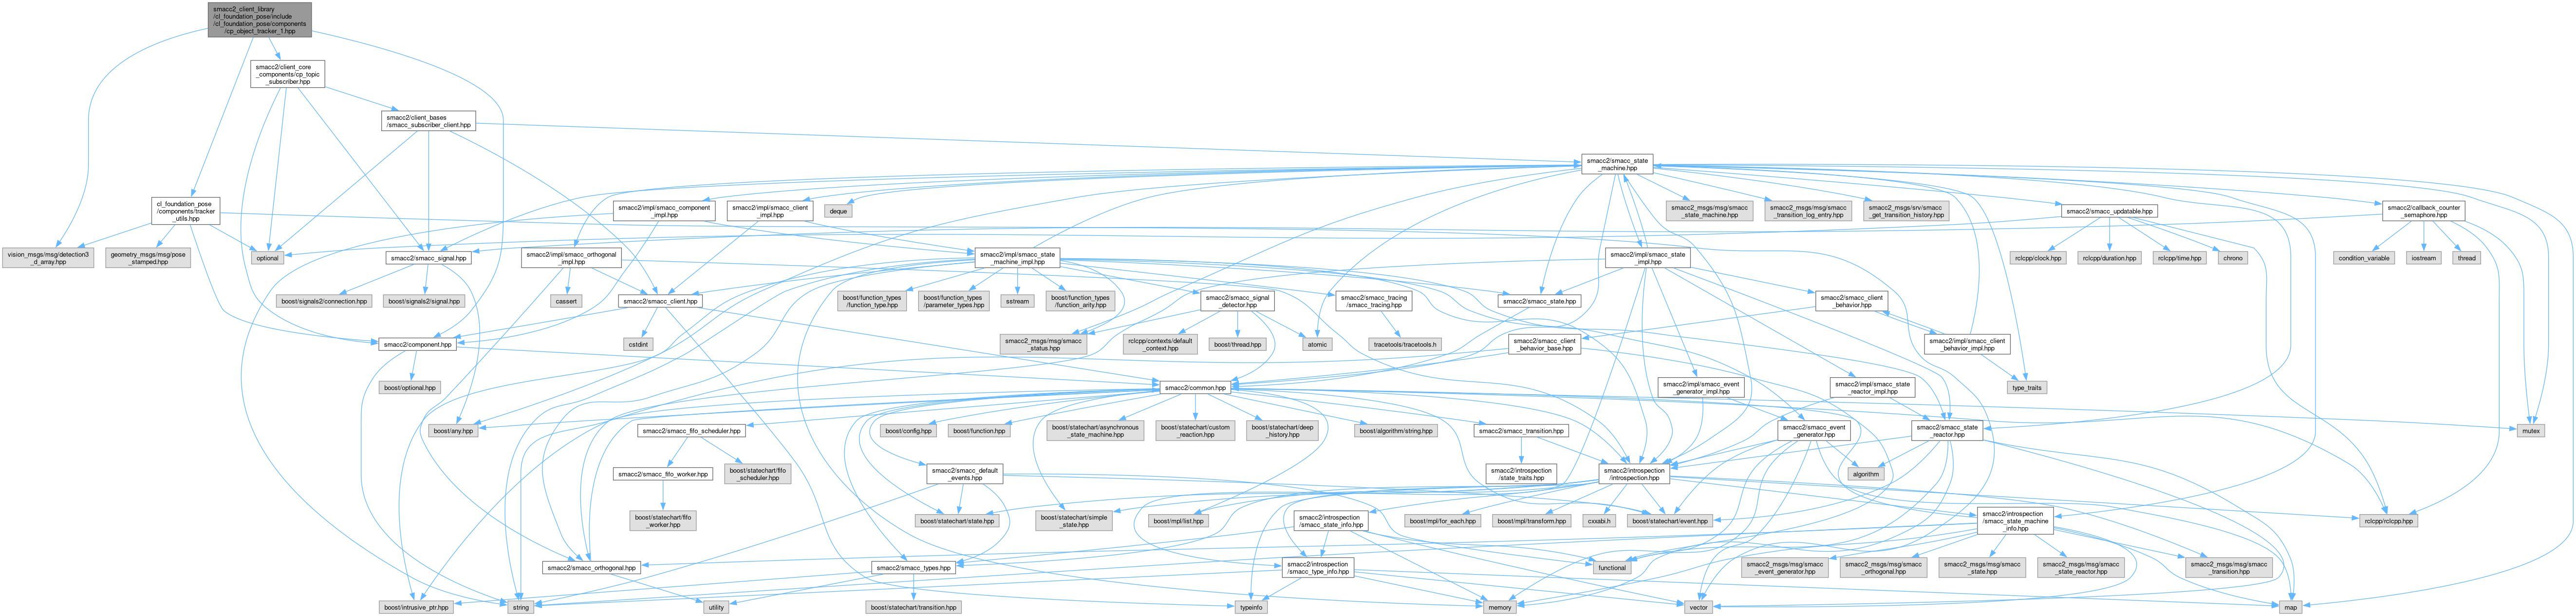 smacc2_client_library
/cl_foundation_pose/include
/cl_foundation_pose/components
/cp_object_tracker_1.hpp
smacc2/client_core
_components/cp_topic
_subscriber.hpp
smacc2/client_bases
/smacc_subscriber_client.hpp
smacc2/smacc_state
_machine.hpp
cl_foundation_pose
/components/tracker
_utils.hpp
smacc2/impl/smacc_component
_impl.hpp
smacc2/impl/smacc_client
_impl.hpp
deque
smacc2_msgs/msg/smacc
_state_machine.hpp
smacc2_msgs/msg/smacc
_transition_log_entry.hpp
smacc2_msgs/srv/smacc
_get_transition_history.hpp
smacc2/smacc_updatable.hpp
smacc2/callback_counter
_semaphore.hpp
vision_msgs/msg/detection3
_d_array.hpp
geometry_msgs/msg/pose
_stamped.hpp
optional
smacc2/smacc_signal.hpp
smacc2/impl/smacc_orthogonal
_impl.hpp
smacc2/impl/smacc_state
_machine_impl.hpp
smacc2/impl/smacc_state
_impl.hpp
rclcpp/clock.hpp
rclcpp/duration.hpp
rclcpp/time.hpp
chrono
condition_variable
iostream
thread
boost/signals2/connection.hpp
boost/signals2/signal.hpp
cassert
smacc2/smacc_client.hpp
boost/function_types
/function_type.hpp
boost/function_types
/parameter_types.hpp
sstream
boost/function_types
/function_arity.hpp
smacc2/smacc_signal
_detector.hpp
smacc2/smacc_tracing
/smacc_tracing.hpp
smacc2/smacc_state.hpp
smacc2/smacc_client
_behavior.hpp
smacc2/component.hpp
cstdint
smacc2_msgs/msg/smacc
_status.hpp
rclcpp/contexts/default
_context.hpp
boost/thread.hpp
atomic
tracetools/tracetools.h
smacc2/smacc_client
_behavior_base.hpp
smacc2/impl/smacc_client
_behavior_impl.hpp
boost/optional.hpp
smacc2/common.hpp
smacc2/impl/smacc_event
_generator_impl.hpp
smacc2/impl/smacc_state
_reactor_impl.hpp
type_traits
boost/any.hpp
smacc2/smacc_fifo_scheduler.hpp
boost/config.hpp
boost/function.hpp
boost/statechart/asynchronous
_state_machine.hpp
boost/statechart/custom
_reaction.hpp
boost/statechart/deep
_history.hpp
boost/algorithm/string.hpp
smacc2/smacc_transition.hpp
smacc2/smacc_event
_generator.hpp
smacc2/smacc_state
_reactor.hpp
mutex
smacc2/smacc_fifo_worker.hpp
boost/statechart/fifo
_scheduler.hpp
smacc2/smacc_default
_events.hpp
smacc2/introspection
/state_traits.hpp
smacc2/introspection
/introspection.hpp
algorithm
boost/statechart/fifo
_worker.hpp
boost/statechart/state.hpp
boost/statechart/simple
_state.hpp
boost/mpl/list.hpp
smacc2/introspection
/smacc_state_info.hpp
boost/mpl/for_each.hpp
boost/mpl/transform.hpp
cxxabi.h
boost/statechart/event.hpp
smacc2/introspection
/smacc_state_machine
_info.hpp
rclcpp/rclcpp.hpp
smacc2/smacc_orthogonal.hpp
smacc2/smacc_types.hpp
smacc2/introspection
/smacc_type_info.hpp
functional
smacc2_msgs/msg/smacc
_event_generator.hpp
smacc2_msgs/msg/smacc
_orthogonal.hpp
smacc2_msgs/msg/smacc
_state.hpp
smacc2_msgs/msg/smacc
_state_reactor.hpp
smacc2_msgs/msg/smacc
_transition.hpp
boost/intrusive_ptr.hpp
string
utility
boost/statechart/transition.hpp
typeinfo
memory
vector
map